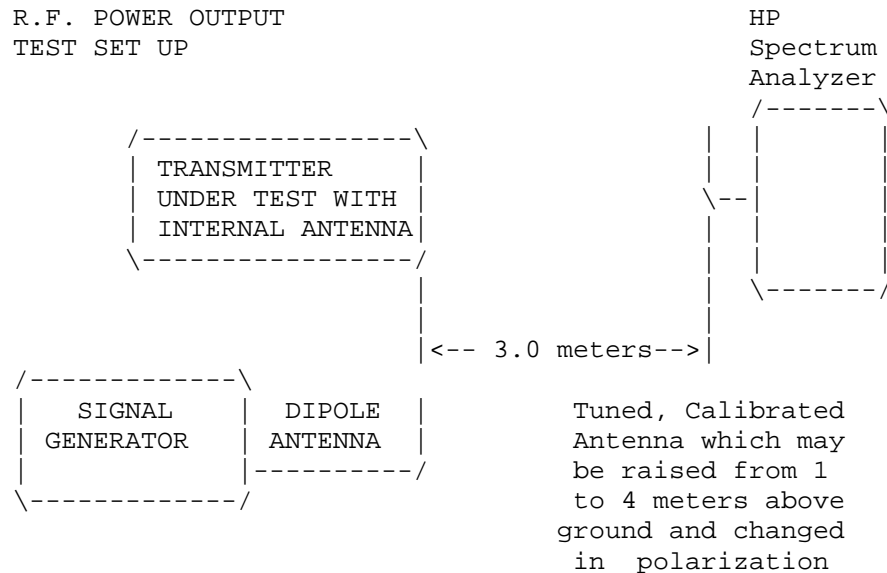 R.F. POWER OUTPUT
TEST SET UP
HP
Spectrum
Analyzer
TRANSMITTER
UNDER TEST WITH
INTERNAL ANTENNA
<-- 3.0 meters-->
SIGNAL
GENERATOR
DIPOLE
ANTENNA
Tuned, Calibrated
Antenna which may
be raised from 1
to 4 meters above
ground and changed
in polarization